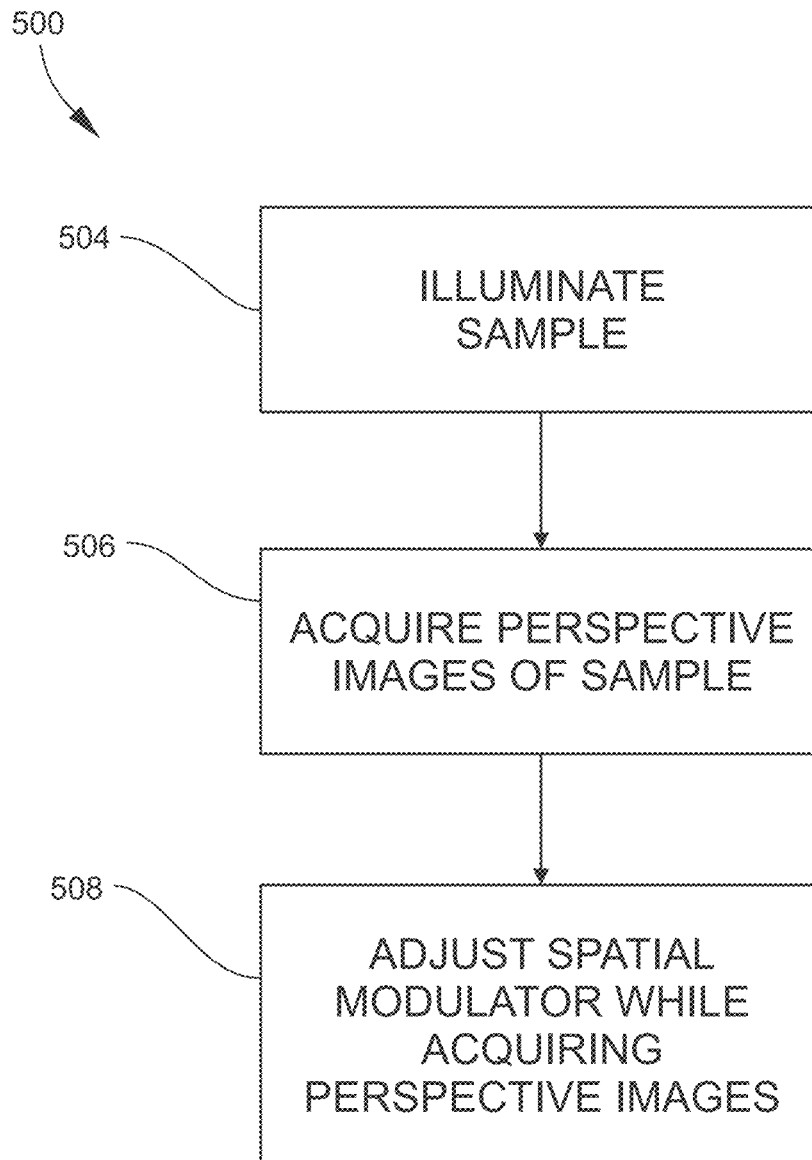 500
504
ILLUMINATE
SAMPLE
506
ACQUIRE PERSPECTIVE
IMAGES OF SAMPLE
508
ADJUST SPATIAL
MODULATOR WHILE
ACQUIRING
PERSPECTIVE IMAGES